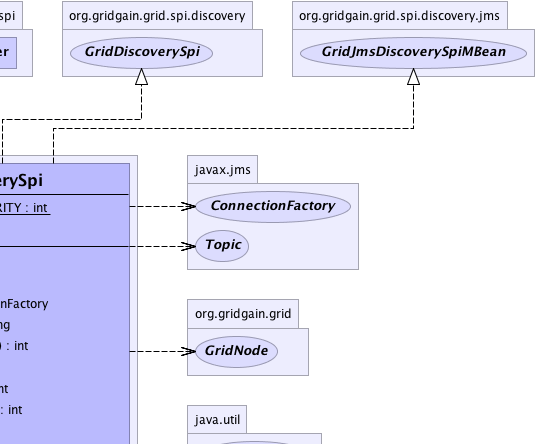 spi
org.gridgain.grid.spi.discovery
org.gridgain.grid.spi.discovery.jms
er
GridDiscoverySpi
GridJmsDiscoverySpiMBean
erySpi
RITY : int
javax.jms
ConnectionFactory
Topic
nFactory
ng
) : int
nt
: int
org.gridgain.grid
GridNode
java.util